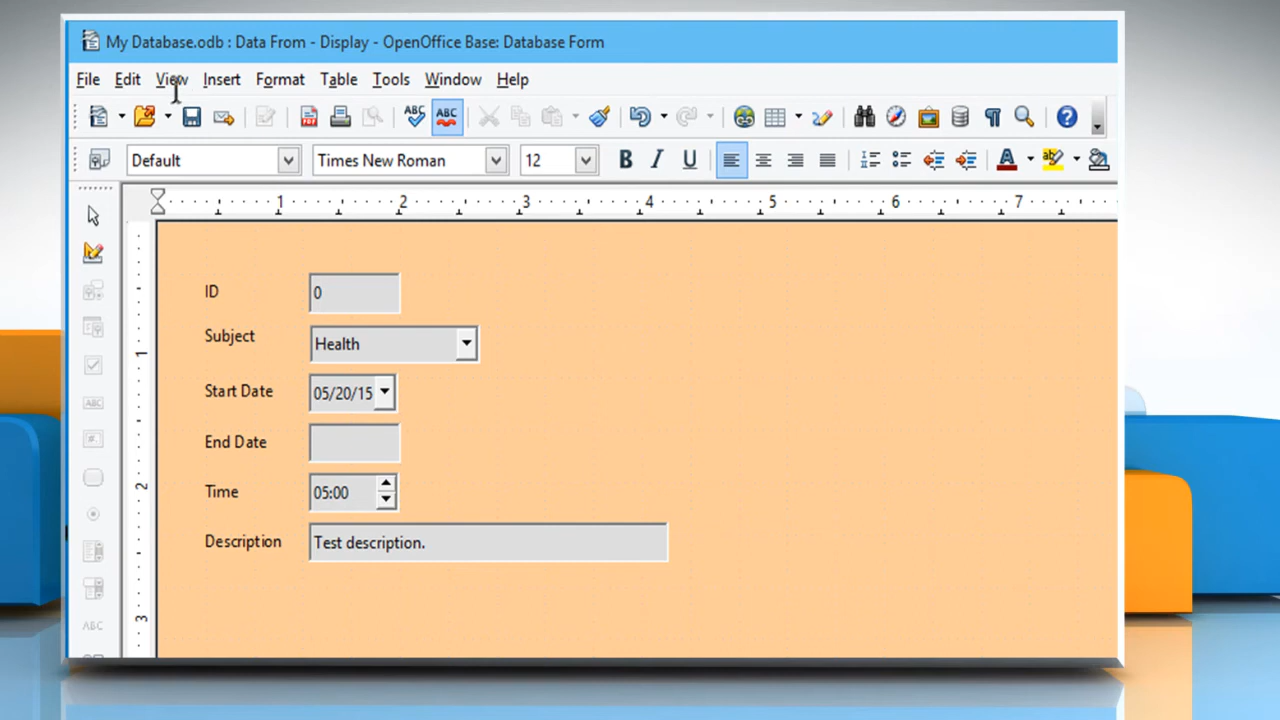 My Database.odb : Data From - Display - OpenOffice Base: Database Form
File Edit View Insert Format Table Tools Window Help
ABC ABC
Default Times New Roman 12 B I U A
1 2 3 4 5 6 7
ID 0
Subject Health
1
Start Date 05/20/15
ABC
End Date
2
Time 05:00
Description Test description.
3
ABC